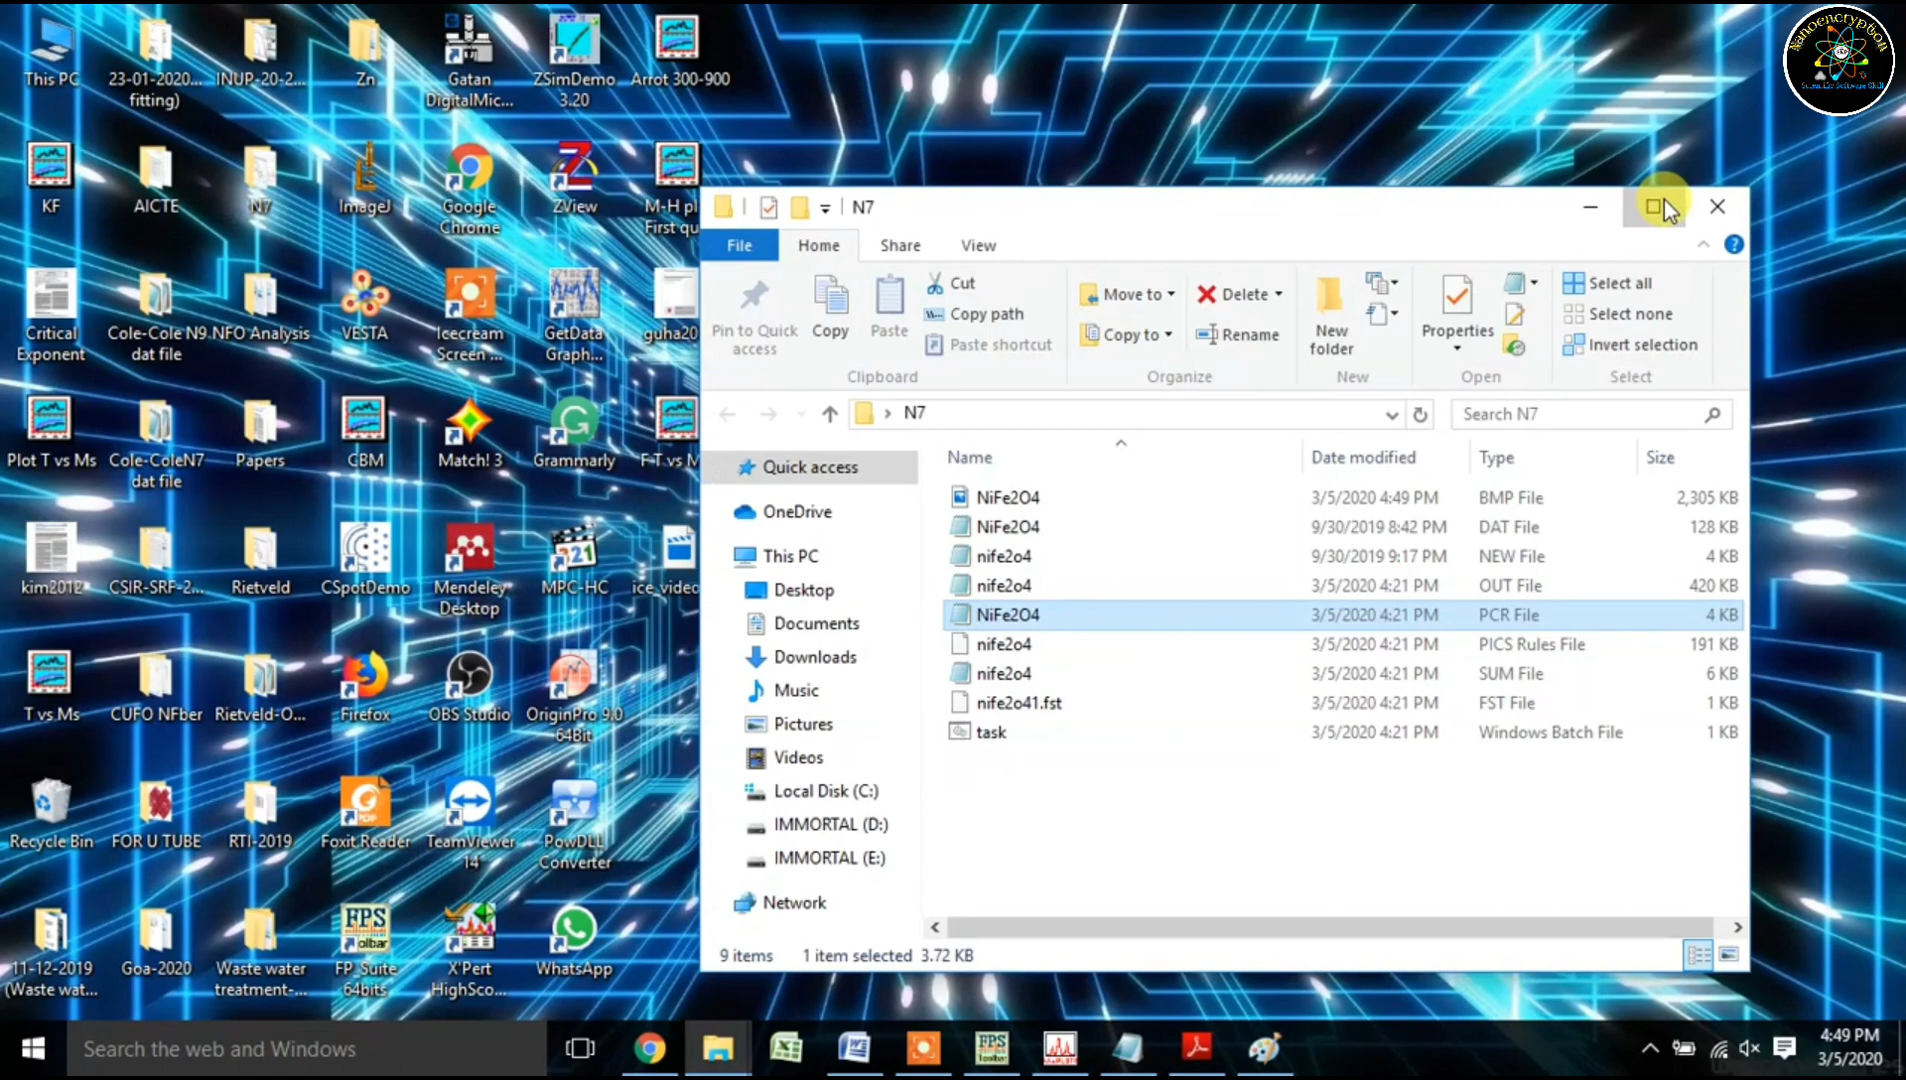 Nanoencryption
Scientific Software Skill
This PC
23-01-2020...
fitting)
INUP-20-2...
Zn
Gatan
DigitalMic...
ZSimDemo
3.20
Arrot 300-900
KF
AICTE
N7
ImageJ
Google
Chrome
ZView
M-H pl
First qu
Critical
Exponent
Cole-Cole N9
dat file
NFO Analysis
VESTA
Icecream
Screen ...
GetData
Graph...
guha20
Plot T vs Ms
Cole-ColeN7
dat file
Papers
CBM
Match! 3
Grammarly
F T vs M
kim2012
CSIR-SRF-2...
Rietveld
CSpotDemo
Mendeley
Desktop
MPC-HC
ice_video
T vs Ms
CUFO NFber
Rietveld-O...
Firefox
OBS Studio
OriginPro 9.0
64Bit
Recycle Bin
FOR U TUBE
RTI-2019
Foxit Reader
TeamViewer
14
PowDLL
Converter
11-12-2019
(Waste wat...
Goa-2020
Waste water
treatment-...
FPS
olbar
FP_Suite
64bits
X'Pert
HighSco...
WhatsApp
N7
File
Home
Share
View
Pin to Quick
access
Copy
Paste
Cut
Copy path
Paste shortcut
Clipboard
Move to
Copy to
Delete
Rename
Organize
New
folder
New
Properties
Open
Select all
Select none
Invert selection
Select
N7
Search N7
Name
Date modified
Type
Size
Quick access
OneDrive
This PC
Desktop
Documents
Downloads
Music
Pictures
Videos
Local Disk (C:)
IMMORTAL (D:)
IMMORTAL (E:)
Network
NiFe2O4 3/5/2020 4:49 PM BMP File 2,305 KB
NiFe2O4 9/30/2019 8:42 PM DAT File 128 KB
nife2o4 9/30/2019 9:17 PM NEW File 4 KB
nife2o4 3/5/2020 4:21 PM OUT File 420 KB
NiFe2O4 3/5/2020 4:21 PM PCR File 4 KB
nife2o4 3/5/2020 4:21 PM PICS Rules File 191 KB
nife2o4 3/5/2020 4:21 PM SUM File 6 KB
nife2o41.fst 3/5/2020 4:21 PM FST File 1 KB
task 3/5/2020 4:21 PM Windows Batch File 1 KB
9 items 1 item selected 3.72 KB
Search the web and Windows
FPS
Toolbar
4:49 PM
3/5/2020